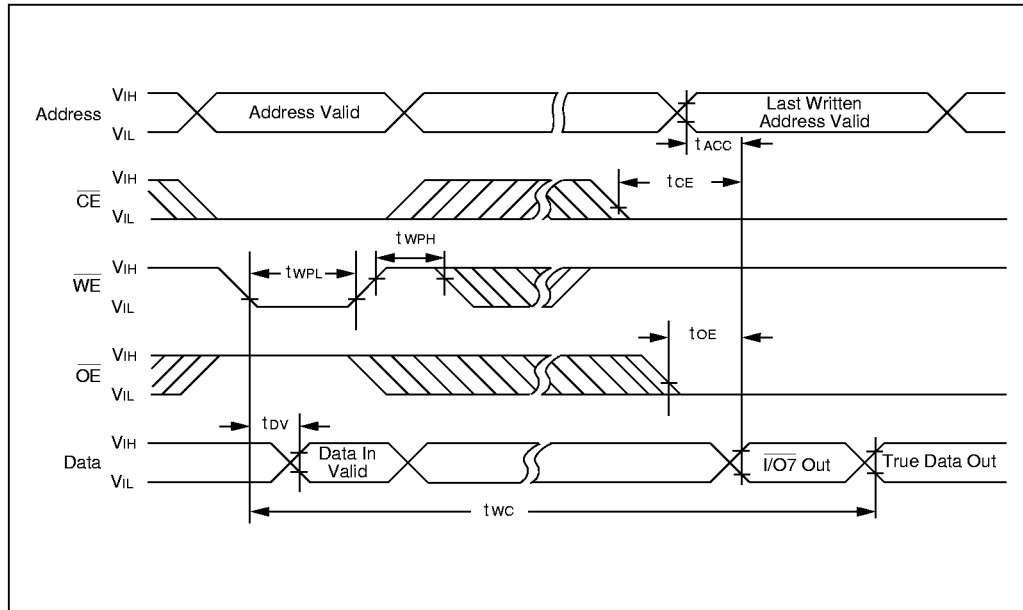 VIH
Address
Address Valid
Last Written
Address Valid
VIL
tACC
VIH
CE
tCE
VIL
tWPH
VIH
WE
tWPL
VIL
tOE
VIH
OE
VIL
tDV
VIH
Data
Data In
Valid
I/O7 Out
True Data Out
VIL
tWC